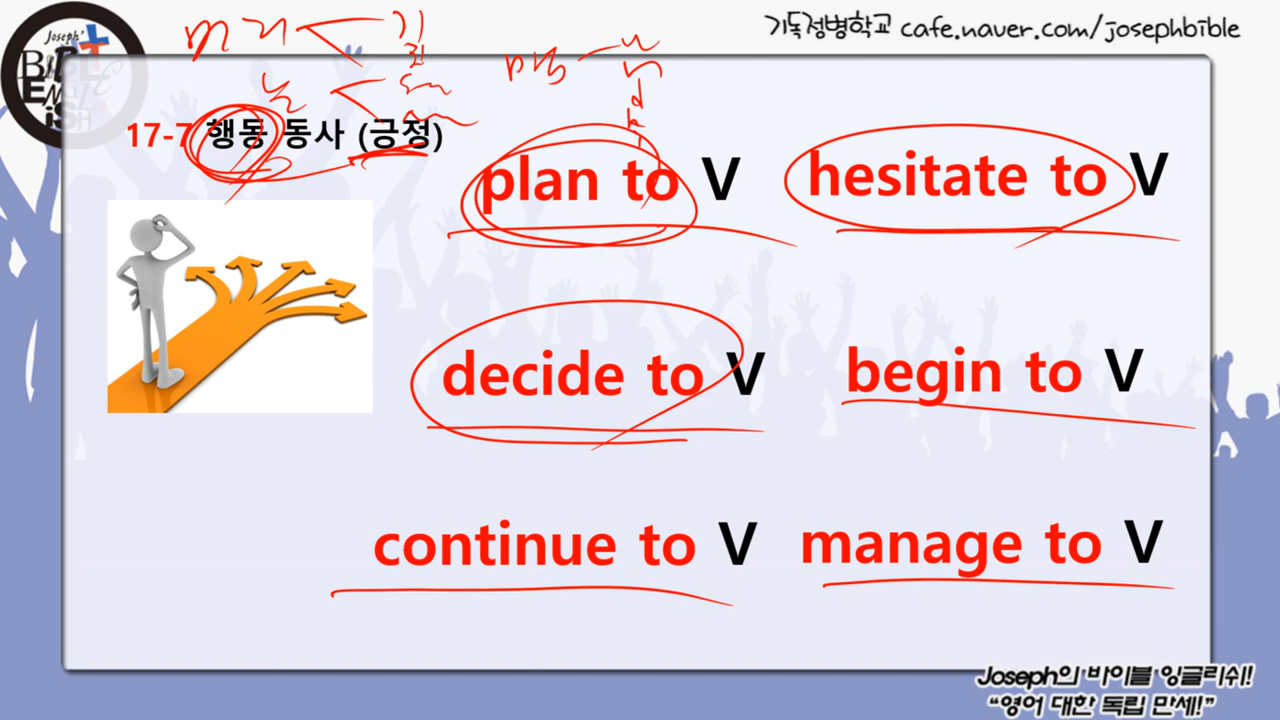 기독정병학교 cafe.naver.com/josephbible
Joseph'
17-7 행동 동사 (긍정)
plan to V
hesitate to V
decide to V
begin to V
continue to V
manage to V
Joseph의 바이블 잉글리쉬!
“영어 대한 독립 만세!”